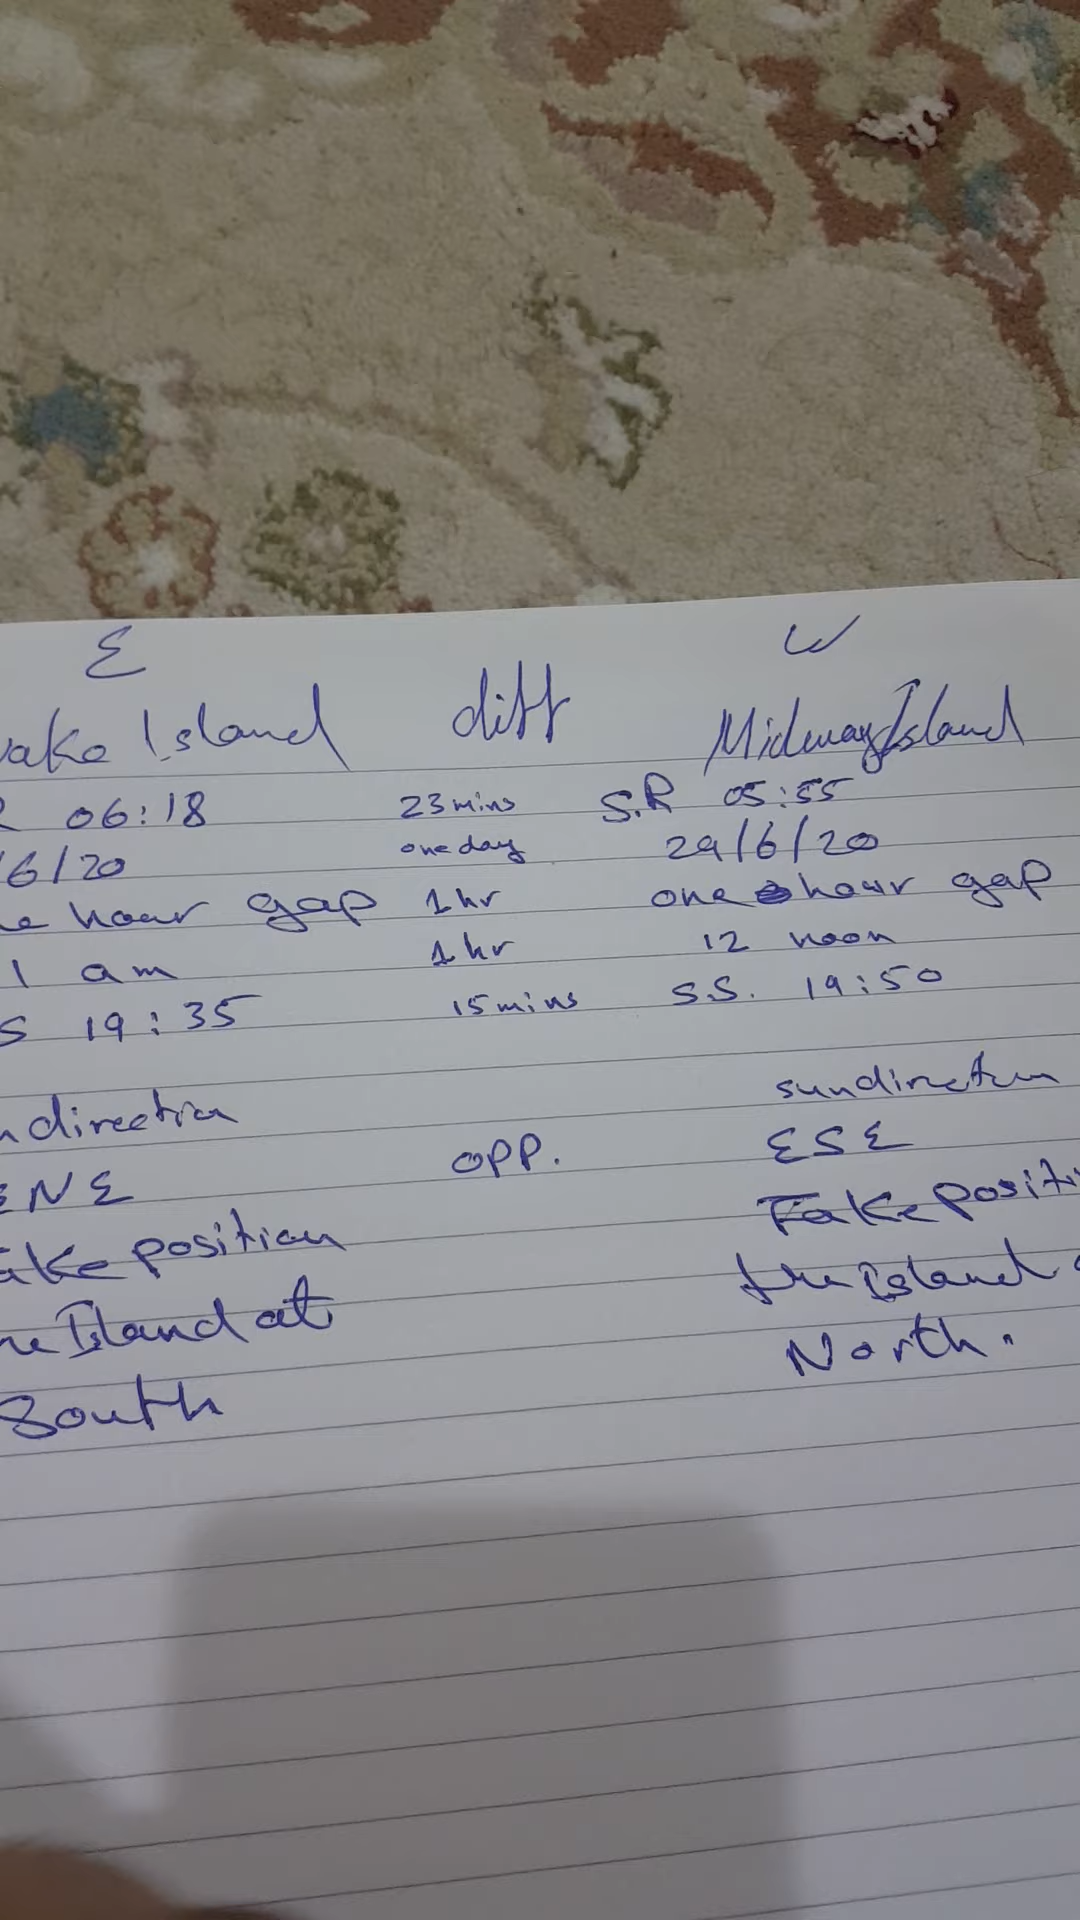 E diff W
ake Island Midway Island
R 06:18 23 mins S.R 05:55
/6/20 one day 29/6/20
e hour gap 1 hr one hour gap
1 am 1 hr 12 noon
S 19:35 15 mins S.S. 19:50
n direction sundirection
ENE OPP. ESE
ake position Fake positi
e Island at the Island
South North.